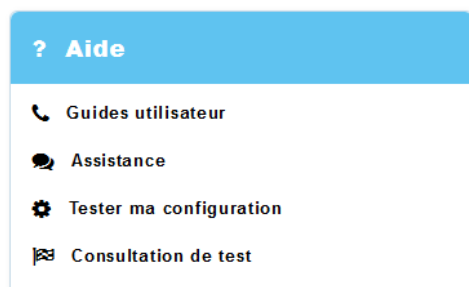 ? Aide
Guides utilisateur
Assistance
Tester ma configuration
Consultation de test